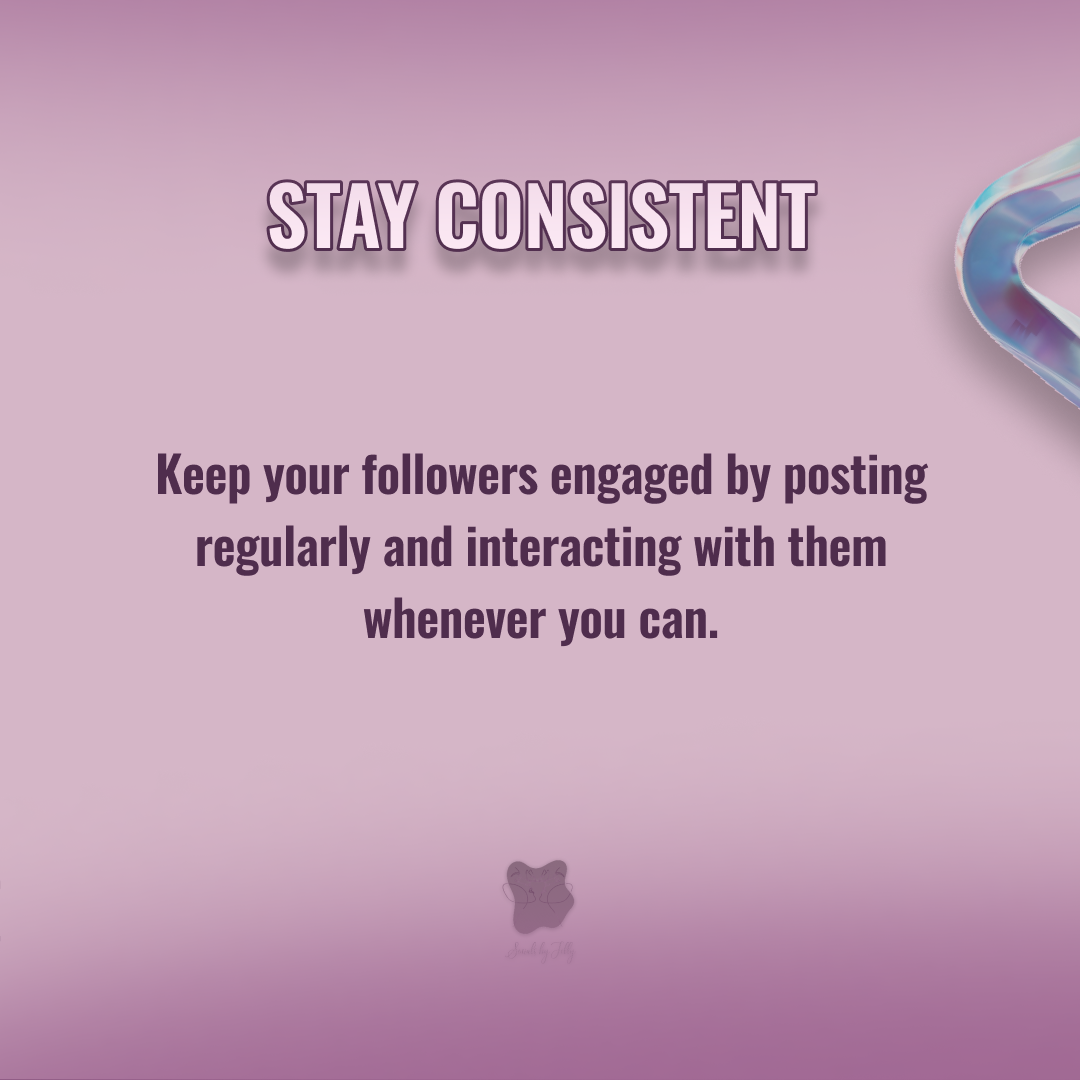 STAY CONSISTENT
Keep your followers engaged by posting
regularly and interacting with them
whenever you can.